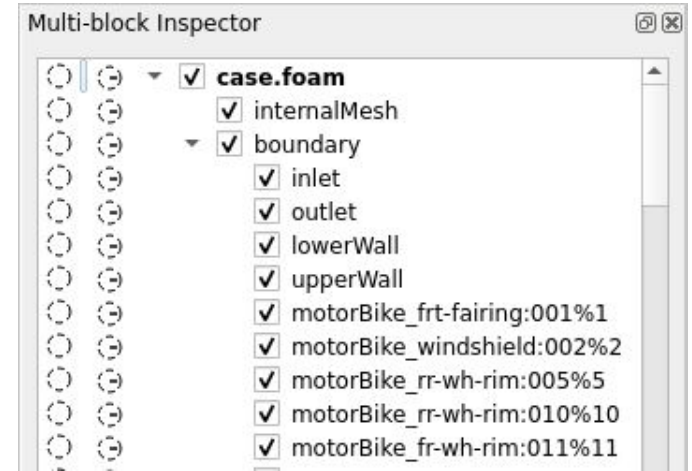 Multi-block Inspector
case.foam
internalMesh
boundary
inlet
outlet
lowerWall
upperWall
motorBike_frt-fairing:001%1
motorBike_windshield:002%2
motorBike_rr-wh-rim:005%5
motorBike_rr-wh-rim:010%10
motorBike_fr-wh-rim:011%11